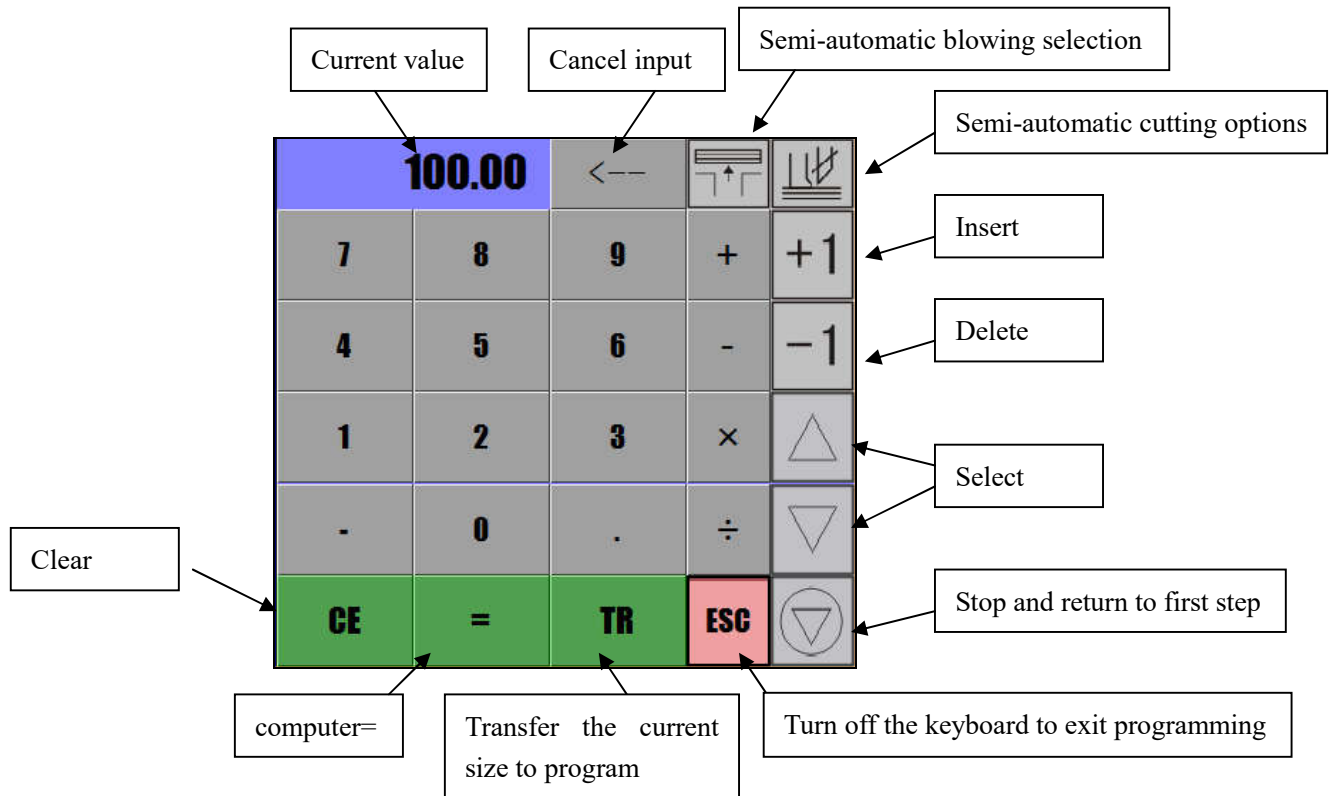 Semi-automatic blowing selection
Current value
Cancel input
Semi-automatic cutting options
100.00
<--
7 8 9 + +1
Insert
4 5 6 - -1
Delete
1 2 3 ×
Select
- 0 . ÷
Clear
CE = TR ESC
Stop and return to first step
computer=
Transfer the current
size to program
Turn off the keyboard to exit programming